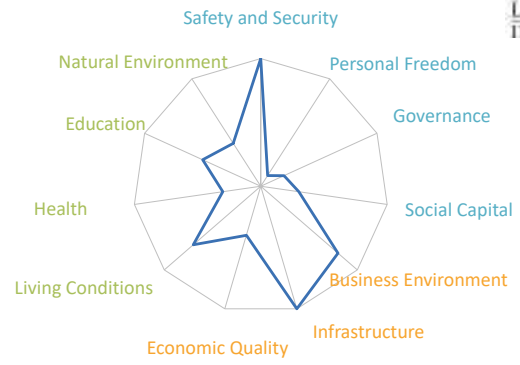 Safety and Security
Natural Environment
Personal Freedom
Education
Governance
Health
Social Capital
Living Conditions
Business Environment
Economic Quality
Infrastructure